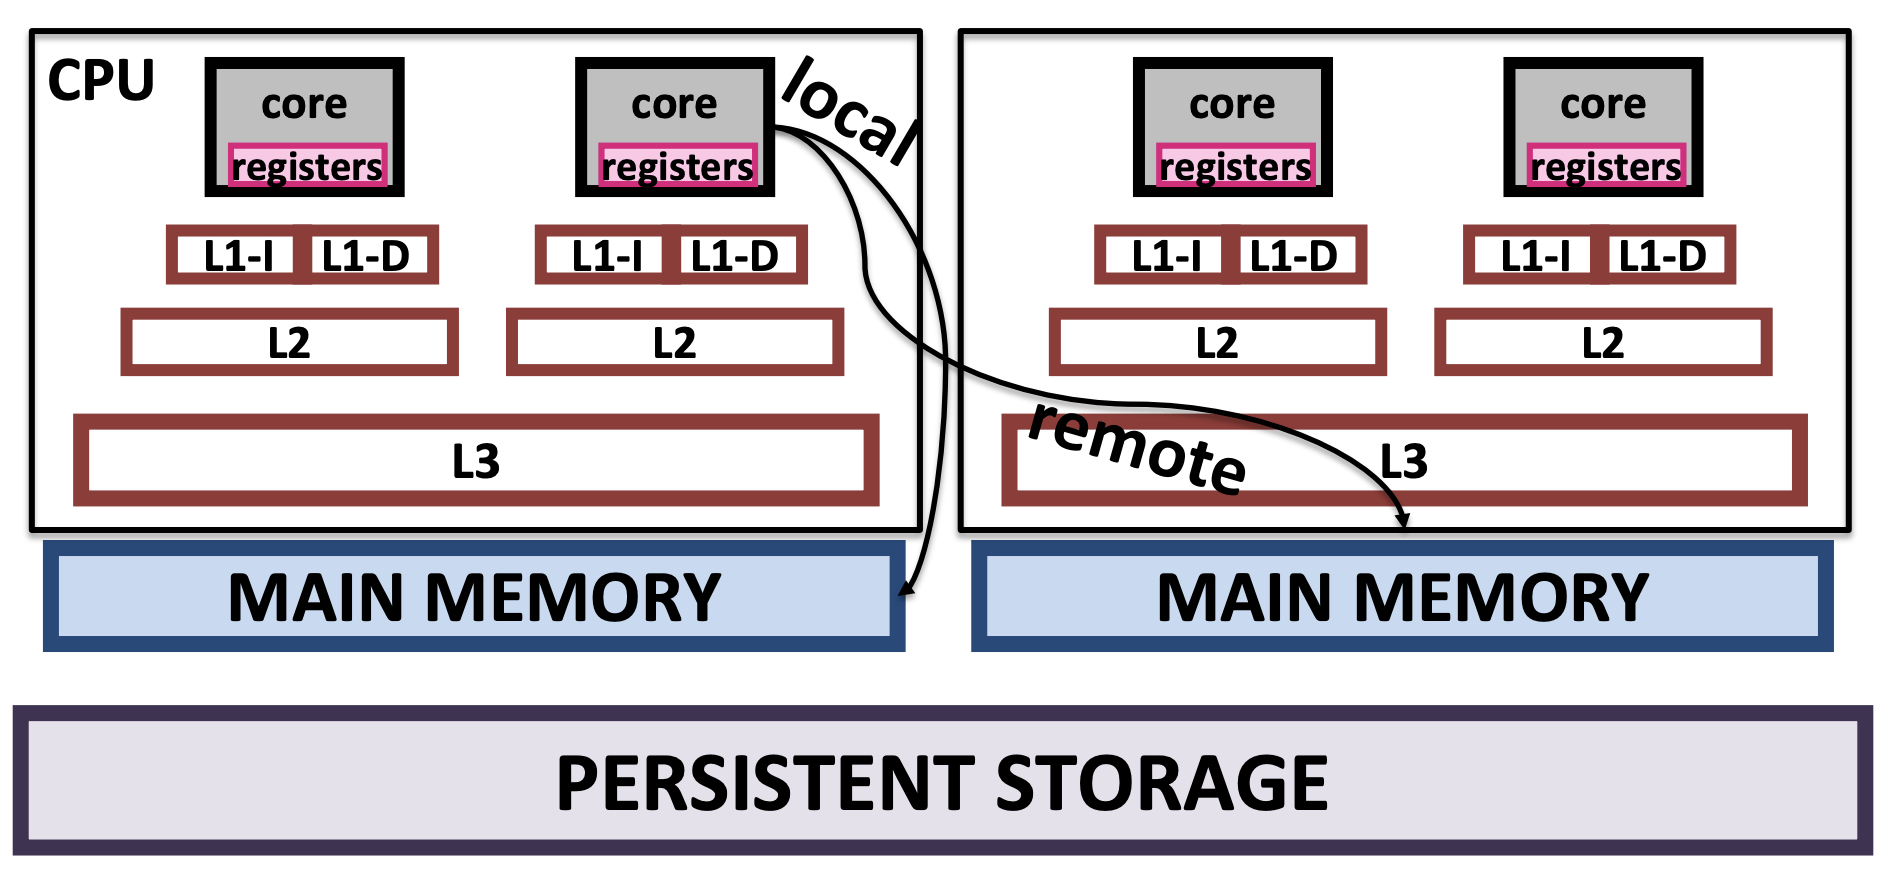 CPU
core
registers
core
registers
local
core
registers
core
registers
L1-I
L1-D
L1-I
L1-D
L1-I
L1-D
L1-I
L1-D
L2
L2
L2
L2
L3
remote
L3
MAIN MEMORY
MAIN MEMORY
PERSISTENT STORAGE